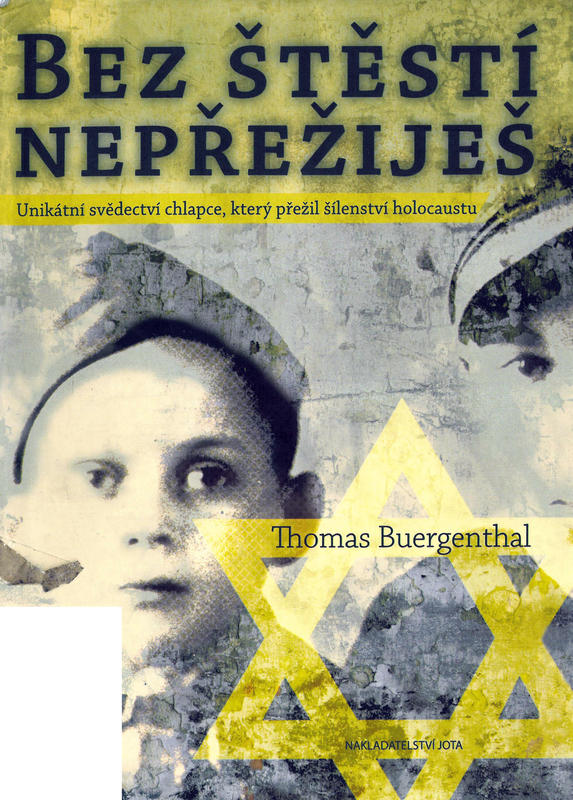 BEZ ŠTĚSTÍ
NEPŘEŽIJEŠ
Unikátní svědectví chlapce, který přežil šílenství holocaustu
Thomas Buergenthal
NAKLADATELSTVÍ JOTA